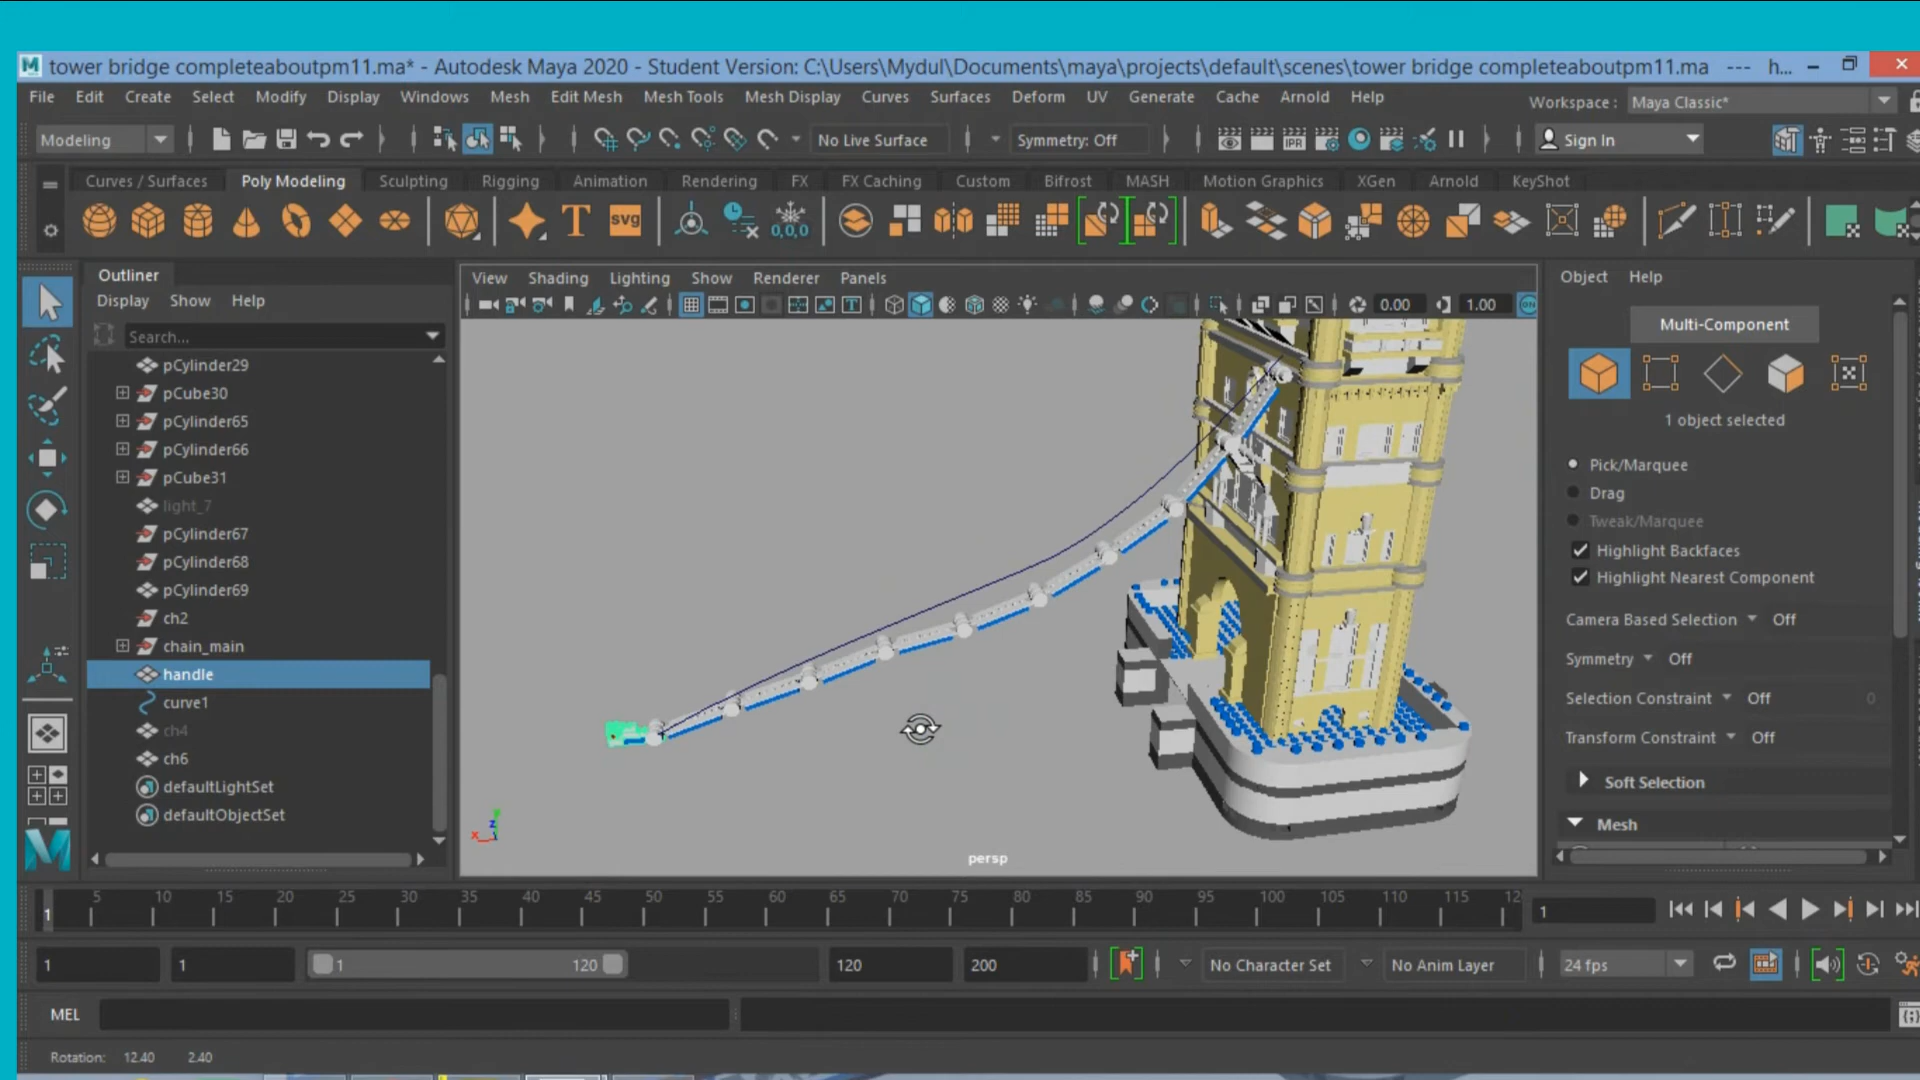 tower bridge completeaboutpm11.ma* - Autodesk Maya 2020 - Student Version: C:\Users\Mydul\Documents\maya\projects\default\scenes\tower bridge completeaboutpm11.ma --- h...
File Edit Create Select Modify Display Windows Mesh Edit Mesh Mesh Tools Mesh Display Curves Surfaces Deform UV Generate Cache Arnold Help
Workspace : Maya Classic*
Modeling No Live Surface Symmetry: Off IPR Sign In
Curves / Surfaces Poly Modeling Sculpting Rigging Animation Rendering FX FX Caching Custom Bifrost MASH Motion Graphics XGen Arnold KeyShot
T svg 0,0,0
Outliner
Display Show Help
Search...
pCylinder29
pCube30
pCylinder65
pCylinder66
pCube31
light_7
pCylinder67
pCylinder68
pCylinder69
ch2
chain_main
handle
curve1
ch4
ch6
defaultLightSet
defaultObjectSet
View Shading Lighting Show Renderer Panels
0.00 1.00 ON
persp
x z
Object Help
Multi-Component
1 object selected
Pick/Marquee
Drag
Tweak/Marquee
Highlight Backfaces
Highlight Nearest Component
Camera Based Selection Off
Symmetry Off
Selection Constraint Off 0
Transform Constraint Off
Soft Selection
Mesh
1 5 10 15 20 25 30 35 40 45 50 55 60 65 70 75 80 85 90 95 100 105 110 115 12
1
1 1 1 120 120 200 No Character Set No Anim Layer 24 fps
MEL
Rotation: 12.40 2.40